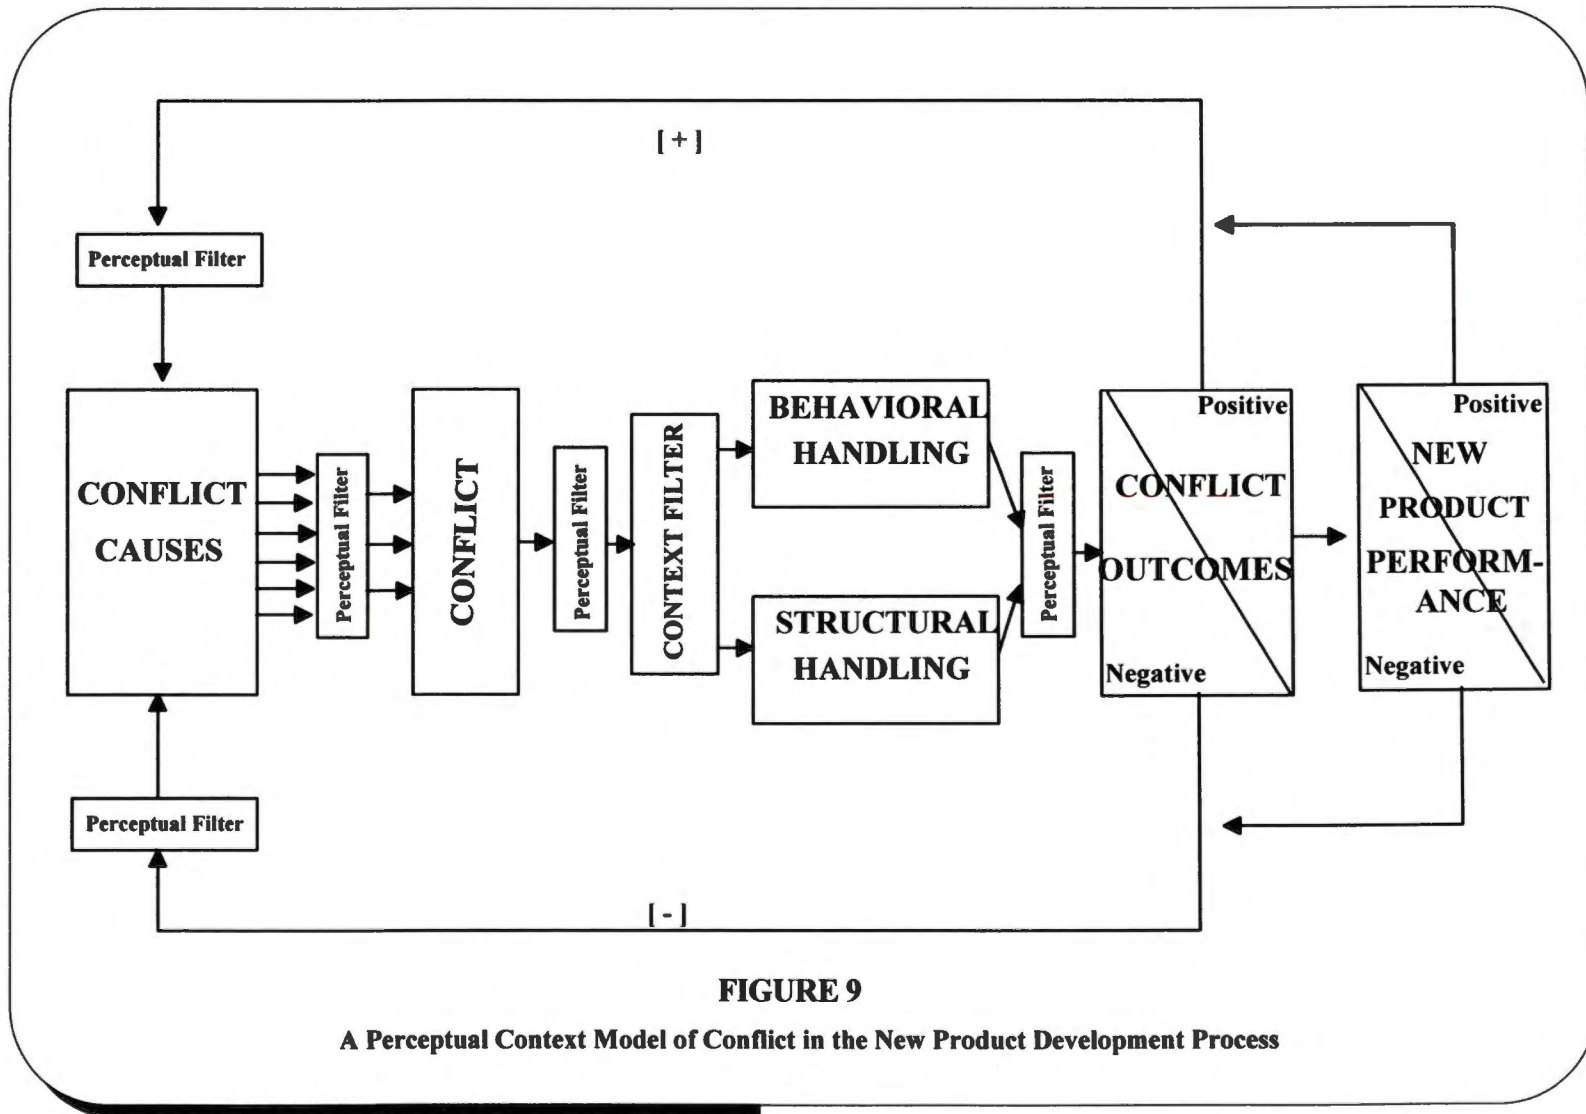 [ + ]
Perceptual Filter
CONFLICT
CAUSES
Perceptual Filter
CONFLICT
Perceptual Filter
CONTEXT FILTER
BEHAVIORAL
HANDLING
STRUCTURAL
HANDLING
Perceptual Filter
Positive
CONFLICT
OUTCOMES
Negative
Positive
NEW
PRODUCT
PERFORM-
ANCE
Negative
Perceptual Filter
[ - ]
FIGURE 9
A Perceptual Context Model of Conflict in the New Product Development Process